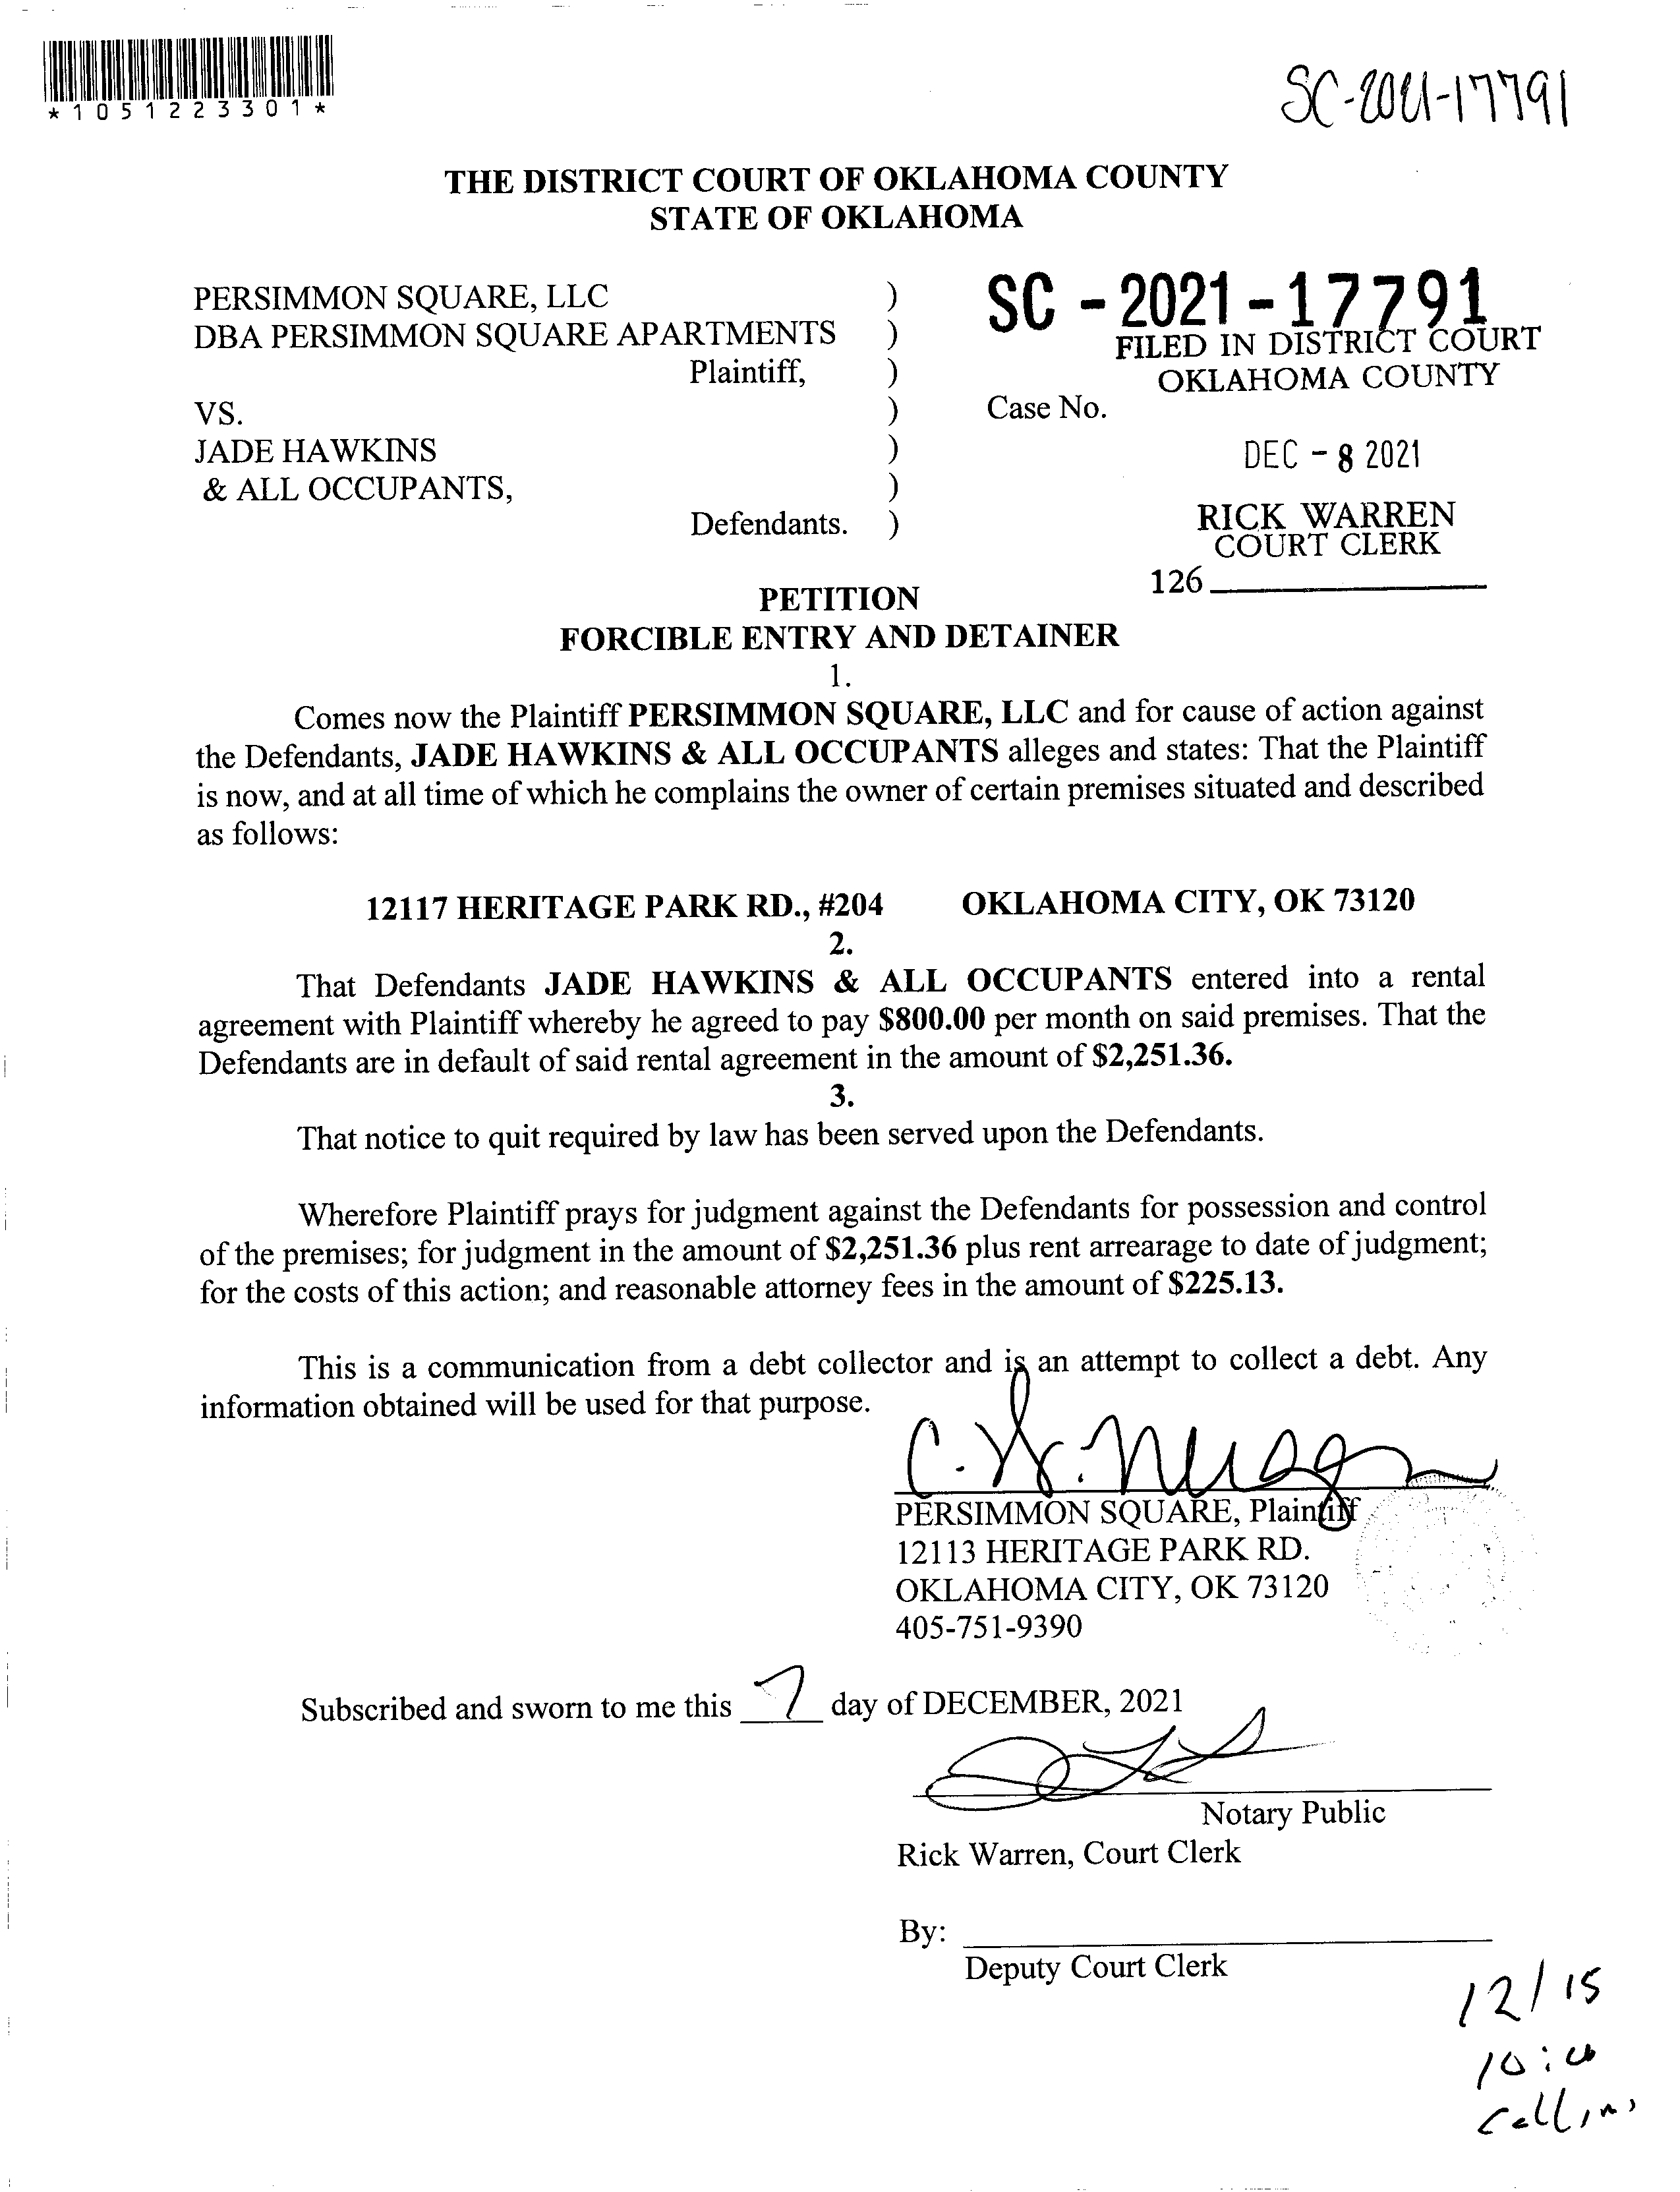 *1051223301*
SC-2021-17791
THE DISTRICT COURT OF OKLAHOMA COUNTY
STATE OF OKLAHOMA
PERSIMMON SQUARE, LLC )
DBA PERSIMMON SQUARE APARTMENTS )
Plaintiff, )
VS. )
JADE HAWKINS )
& ALL OCCUPANTS, )
Defendants. )
SC - 2021 - 17791
FILED IN DISTRICT COURT
OKLAHOMA COUNTY
Case No.
DEC - 8 2021
RICK WARREN
COURT CLERK
126
PETITION
FORCIBLE ENTRY AND DETAINER
1.
Comes now the Plaintiff PERSIMMON SQUARE, LLC and for cause of action against
the Defendants, JADE HAWKINS & ALL OCCUPANTS alleges and states: That the Plaintiff
is now, and at all time of which he complains the owner of certain premises situated and described
as follows:
12117 HERITAGE PARK RD., #204 OKLAHOMA CITY, OK 73120
2.
That Defendants JADE HAWKINS & ALL OCCUPANTS entered into a rental
agreement with Plaintiff whereby he agreed to pay $800.00 per month on said premises. That the
Defendants are in default of said rental agreement in the amount of $2,251.36.
3.
That notice to quit required by law has been served upon the Defendants.
Wherefore Plaintiff prays for judgment against the Defendants for possession and control
of the premises; for judgment in the amount of $2,251.36 plus rent arrearage to date of judgment;
for the costs of this action; and reasonable attorney fees in the amount of $225.13.
This is a communication from a debt collector and is an attempt to collect a debt. Any
information obtained will be used for that purpose.
PERSIMMON SQUARE, Plaintiff
12113 HERITAGE PARK RD.
OKLAHOMA CITY, OK 73120
405-751-9390
Subscribed and sworn to me this 7 day of DECEMBER, 2021
Notary Public
Rick Warren, Court Clerk
By:
Deputy Court Clerk
12/15
Collins